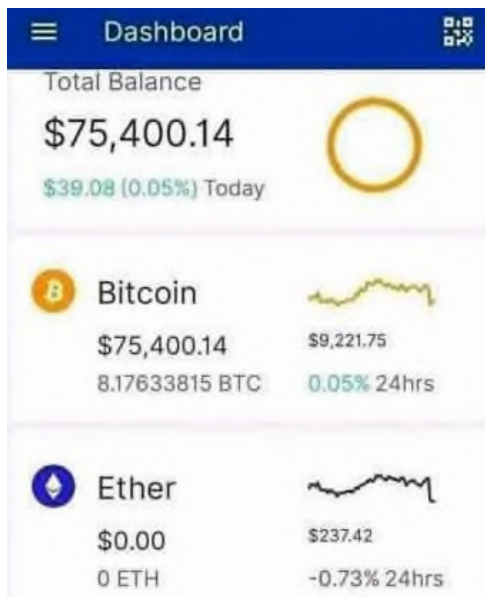 Dashboard
Total Balance
$75,400.14
$39.08 (0.05%) Today
Bitcoin
$75,400.14
$9,221.75
8.17633815 BTC
0.05% 24hrs
Ether
$0.00
$237.42
0 ETH
-0.73% 24hrs